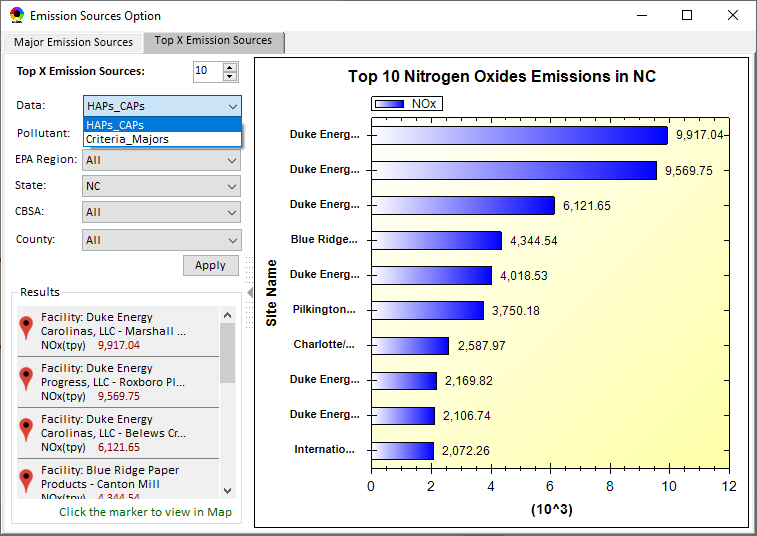 Emission Sources Option
Major Emission Sources
Top X Emission Sources
Top X Emission Sources:
10
Data:
HAPs_CAPs
HAPs_CAPs
Criteria_Majors
Pollutant:
EPA Region:
All
State:
NC
CBSA:
All
County:
All
Apply
Results
Facility: Duke Energy
Carolinas, LLC - Marshall ...
NOx(tpy) 9,917.04
Facility: Duke Energy
Progress, LLC - Roxboro Pl...
NOx(tpy) 9,569.75
Facility: Duke Energy
Carolinas, LLC - Belews Cr...
NOx(tpy) 6,121.65
Facility: Blue Ridge Paper
Products - Canton Mill
NOx(tpy) 4,344.54
Click the marker to view in Map
Top 10 Nitrogen Oxides Emissions in NC
NOx
Site Name
Duke Energ... 9,917.04
Duke Energ... 9,569.75
Duke Energ... 6,121.65
Blue Ridge... 4,344.54
Duke Energ... 4,018.53
Pilkington... 3,750.18
Charlotte/... 2,587.97
Duke Energ... 2,169.82
Duke Energ... 2,106.74
Internatio... 2,072.26
0 2 4 6 8 10 12
(10^3)